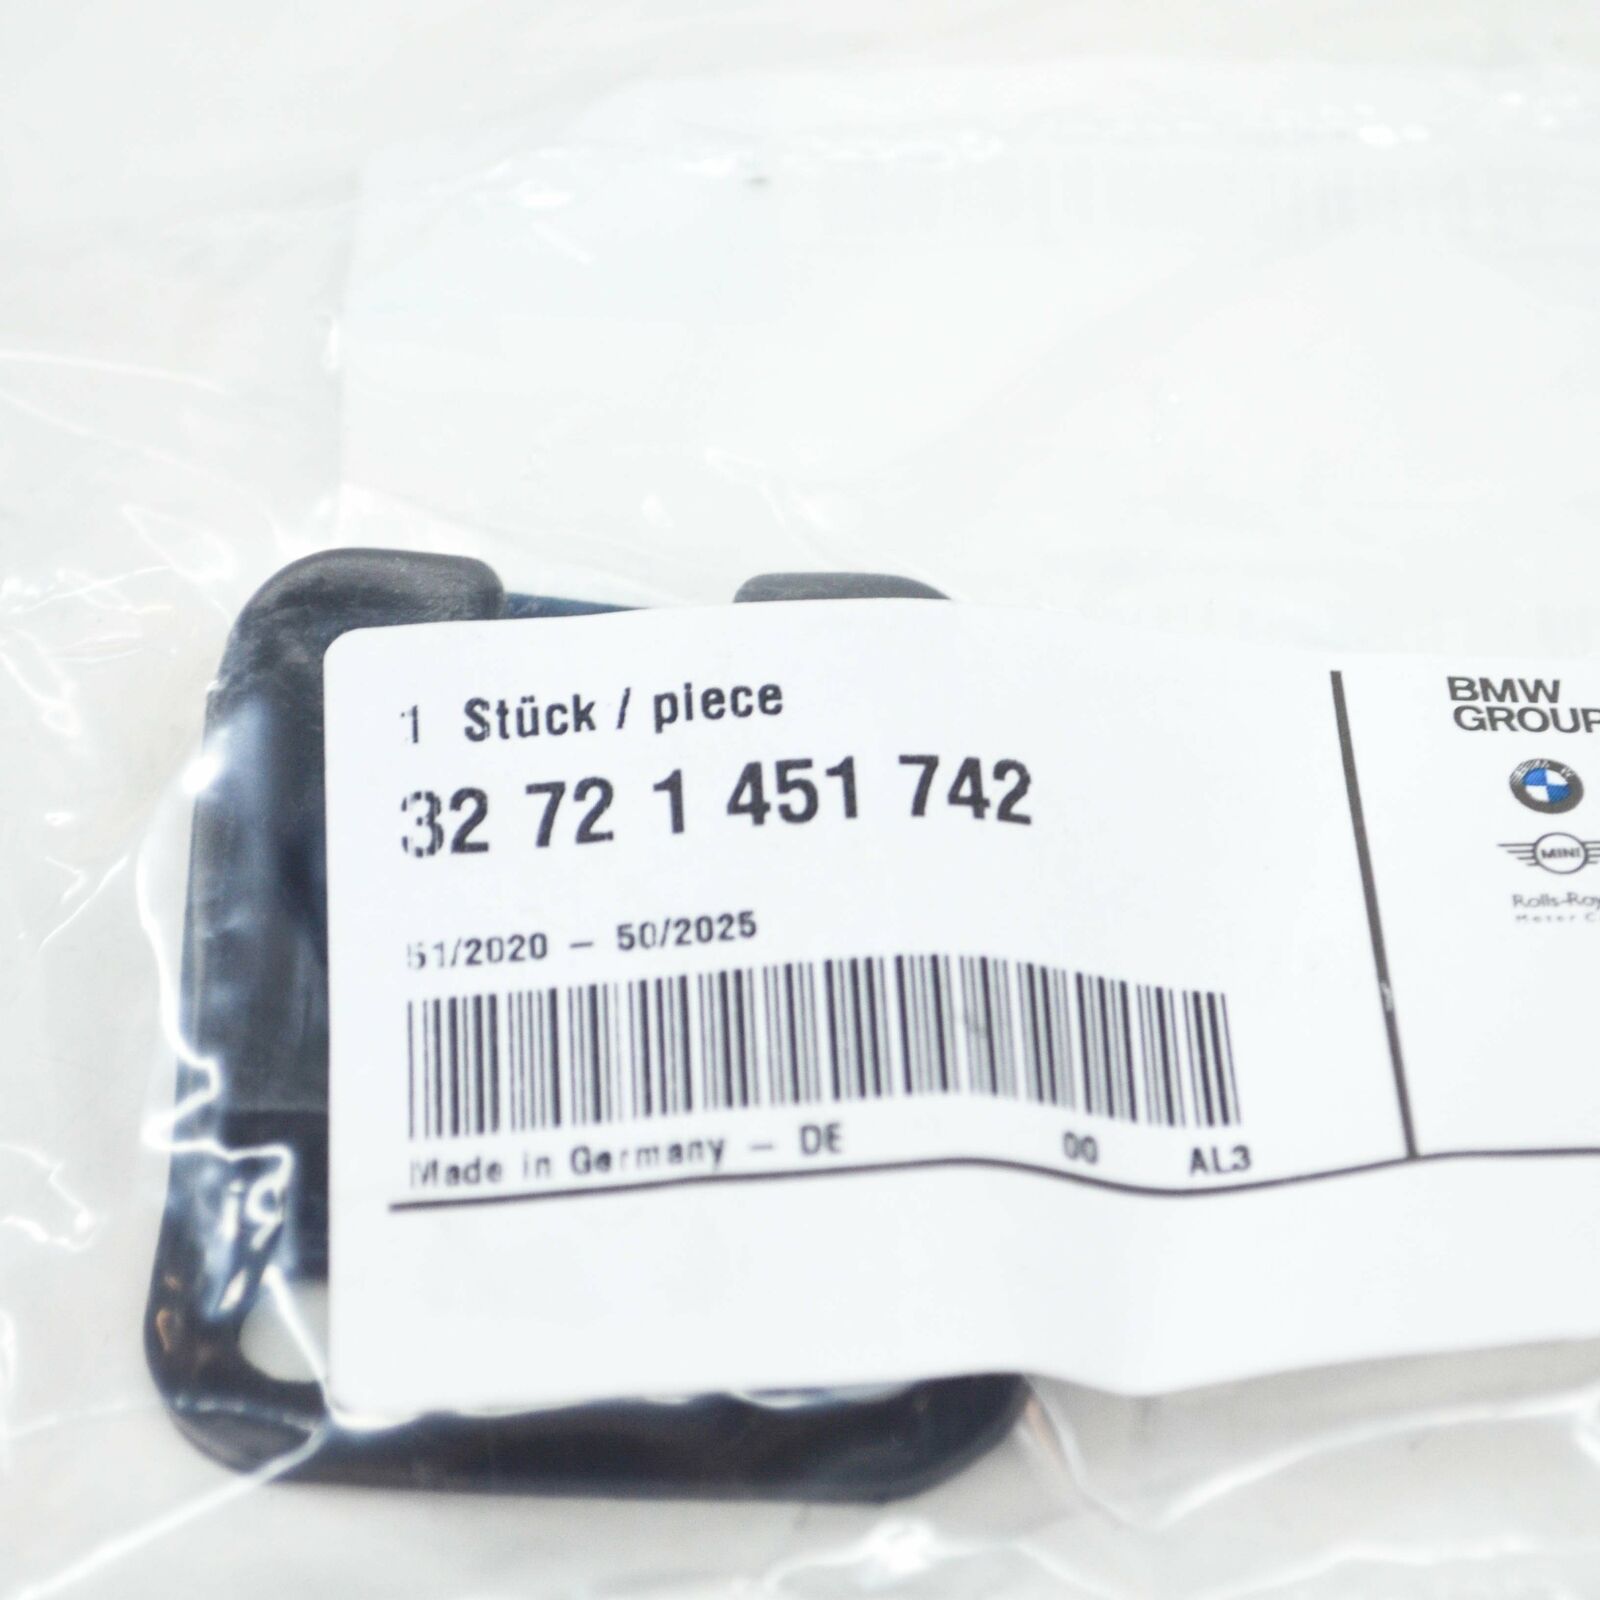 1 Stück / piece
32 72 1 451 742
51/2020 – 50/2025
Made in Germany – DE 00 AL3
BMW
GROUP
MINI